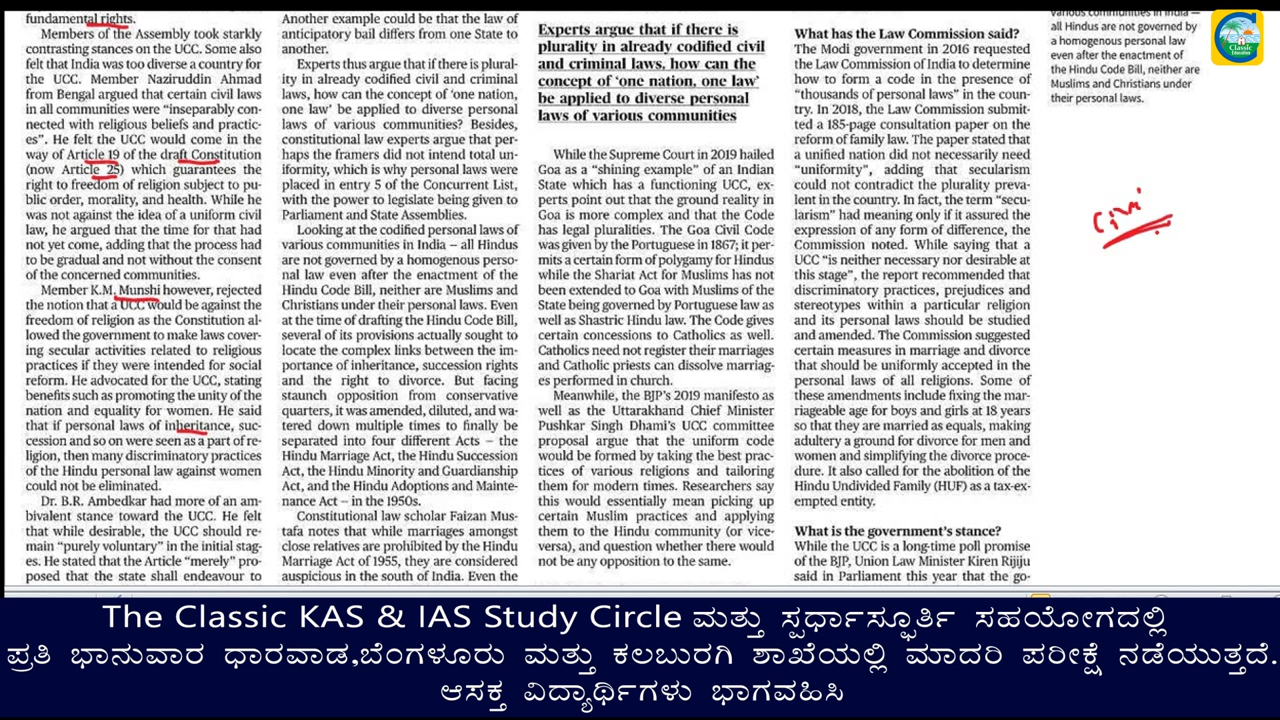 fundamental rights.
Members of the Assembly took starkly
contrasting stances on the UCC. Some also
felt that India was too diverse a country for
the UCC. Member Naziruddin Ahmad
from Bengal argued that certain civil laws
in all communities were “inseparably con-
nected with religious beliefs and practic-
es”. He felt the UCC would come in the
way of Article 19 of the draft Constitution
(now Article 25) which guarantees the
right to freedom of religion subject to pu-
blic order, morality, and health. While he
was not against the idea of a uniform civil
law, he argued that the time for that had
not yet come, adding that the process had
to be gradual and not without the consent
of the concerned communities.
Member K.M. Munshi however, rejected
the notion that a UCC would be against the
freedom of religion as the Constitution al-
lowed the government to make laws cover-
ing secular activities related to religious
practices if they were intended for social
reform. He advocated for the UCC, stating
benefits such as promoting the unity of the
nation and equality for women. He said
that if personal laws of inheritance, suc-
cession and so on were seen as a part of re-
ligion, then many discriminatory practices
of the Hindu personal law against women
could not be eliminated.
Dr. B.R. Ambedkar had more of an am-
bivalent stance toward the UCC. He felt
that while desirable, the UCC should re-
main “purely voluntary” in the initial stag-
es. He stated that the Article “merely” pro-
posed that the state shall endeavour to
Another example could be that the law of
anticipatory bail differs from one State to
another.
Experts thus argue that if there is plural-
ity in already codified civil and criminal
laws, how can the concept of ‘one nation,
one law’ be applied to diverse personal
laws of various communities? Besides,
constitutional law experts argue that per-
haps the framers did not intend total un-
iformity, which is why personal laws were
placed in entry 5 of the Concurrent List,
with the power to legislate being given to
Parliament and State Assemblies.
Looking at the codified personal laws of
various communities in India – all Hindus
are not governed by a homogenous perso-
nal law even after the enactment of the
Hindu Code Bill, neither are Muslims and
Christians under their personal laws. Even
at the time of drafting the Hindu Code Bill,
several of its provisions actually sought to
locate the complex links between the im-
portance of inheritance, succession rights
and the right to divorce. But facing
staunch opposition from conservative
quarters, it was amended, diluted, and wa-
tered down multiple times to finally be
separated into four different Acts – the
Hindu Marriage Act, the Hindu Succession
Act, the Hindu Minority and Guardianship
Act, and the Hindu Adoptions and Mainte-
nance Act – in the 1950s.
Constitutional law scholar Faizan Mus-
tafa notes that while marriages amongst
close relatives are prohibited by the Hindu
Marriage Act of 1955, they are considered
auspicious in the south of India. Even the
Experts argue that if there is
plurality in already codified civil
and criminal laws, how can the
concept of ‘one nation, one law’
be applied to diverse personal
laws of various communities
While the Supreme Court in 2019 hailed
Goa as a “shining example” of an Indian
State which has a functioning UCC, ex-
perts point out that the ground reality in
Goa is more complex and that the Code
has legal pluralities. The Goa Civil Code
was given by the Portuguese in 1867; it per-
mits a certain form of polygamy for Hindus
while the Shariat Act for Muslims has not
been extended to Goa with Muslims of the
State being governed by Portuguese law as
well as Shastric Hindu law. The Code gives
certain concessions to Catholics as well.
Catholics need not register their marriages
and Catholic priests can dissolve marriag-
es performed in church.
Meanwhile, the BJP’s 2019 manifesto as
well as the Uttarakhand Chief Minister
Pushkar Singh Dhami’s UCC committee
proposal argue that the uniform code
would be formed by taking the best prac-
tices of various religions and tailoring
them for modern times. Researchers say
this would essentially mean picking up
certain Muslim practices and applying
them to the Hindu community (or vice-
versa), and question whether there would
not be any opposition to the same.
What has the Law Commission said?
The Modi government in 2016 requested
the Law Commission of India to determine
how to form a code in the presence of
“thousands of personal laws” in the coun-
try. In 2018, the Law Commission submit-
ted a 185-page consultation paper on the
reform of family law. The paper stated that
a unified nation did not necessarily need
“uniformity”, adding that secularism
could not contradict the plurality preva-
lent in the country. In fact, the term “secu-
larism” had meaning only if it assured the
expression of any form of difference, the
Commission noted. While saying that a
UCC “is neither necessary nor desirable at
this stage”, the report recommended that
discriminatory practices, prejudices and
stereotypes within a particular religion
and its personal laws should be studied
and amended. The Commission suggested
certain measures in marriage and divorce
that should be uniformly accepted in the
personal laws of all religions. Some of
these amendments include fixing the mar-
riageable age for boys and girls at 18 years
so that they are married as equals, making
adultery a ground for divorce for men and
women and simplifying the divorce proce-
dure. It also called for the abolition of the
Hindu Undivided Family (HUF) as a tax-ex-
empted entity.
What is the government’s stance?
While the UCC is a long-time poll promise
of the BJP, Union Law Minister Kiren Rijiju
said in Parliament this year that the go-
various communities in India –
all Hindus are not governed by
a homogenous personal law
even after the enactment of
the Hindu Code Bill, neither are
Muslims and Christians under
their personal laws.
Classic
Education
Civi
The Classic KAS & IAS Study Circle ಮತ್ತು ಸ್ಪರ್ಧಾಸ್ಫೂರ್ತಿ ಸಹಯೋಗದಲ್ಲಿ
ಪ್ರತಿ ಭಾನುವಾರ ಧಾರವಾಡ,ಬೆಂಗಳೂರು ಮತ್ತು ಕಲಬುರಗಿ ಶಾಖೆಯಲ್ಲಿ ಮಾದರಿ ಪರೀಕ್ಷೆ ನಡೆಯುತ್ತದೆ.
ಆಸಕ್ತ ವಿದ್ಯಾರ್ಥಿಗಳು ಭಾಗವಹಿಸಿ